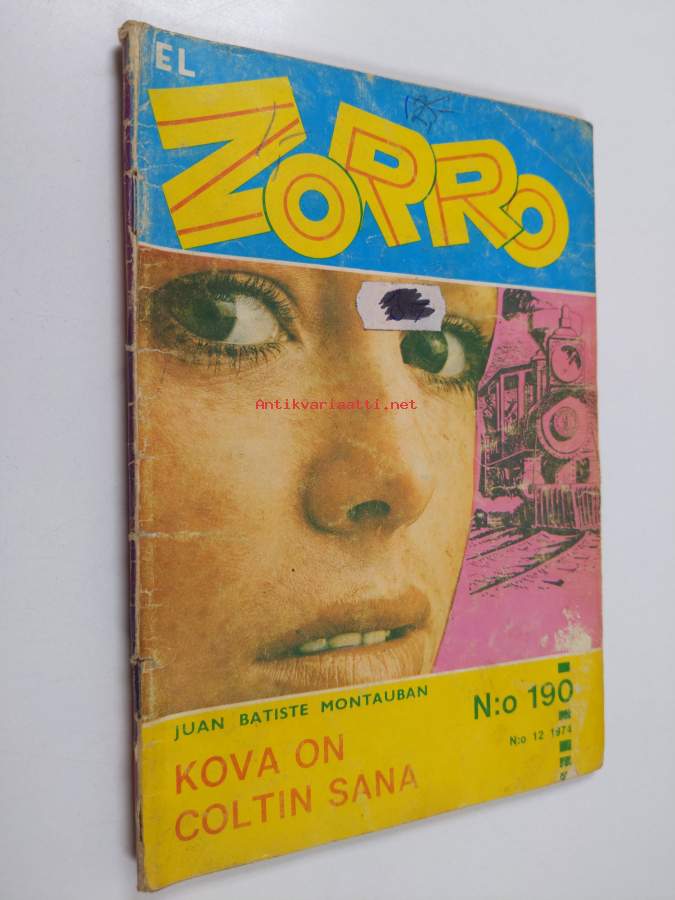 EL
ZORRO
Antikvariaatti.net
JUAN BATISTE MONTAUBAN
N:o 190
N:o 12 1974
KOVA ON
COLTIN SANA